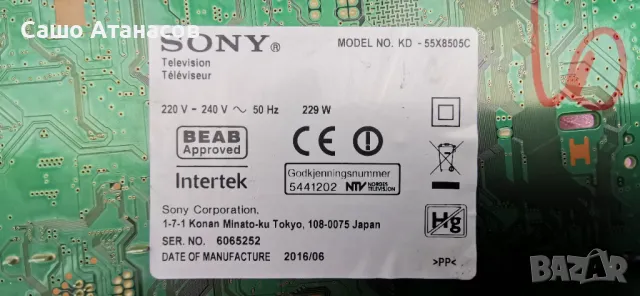 Сашо Атанасов
SONY®
MODEL NO. KD - 55X8505C
Television
Téléviseur
220 V - 240 V ~ 50 Hz 229 W
BEAB
Approved
Intertek
Godkjenningsnummer
5441202 NTV NORGES TELEVISION
Sony Corporation.
1-7-1 Konan Minato-ku Tokyo, 108-0075 Japan
Hg
SER. NO. 6065252
DATE OF MANUFACTURE 2016/06
>PP<
BAZAR